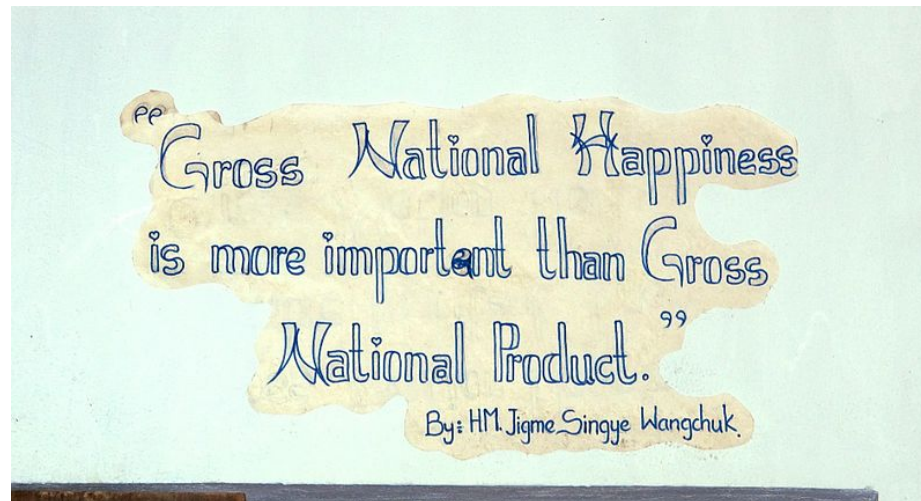 “Gross National Happiness
is more important than Gross
National Product.”
By: HM. Jigme Singye Wangchuk.